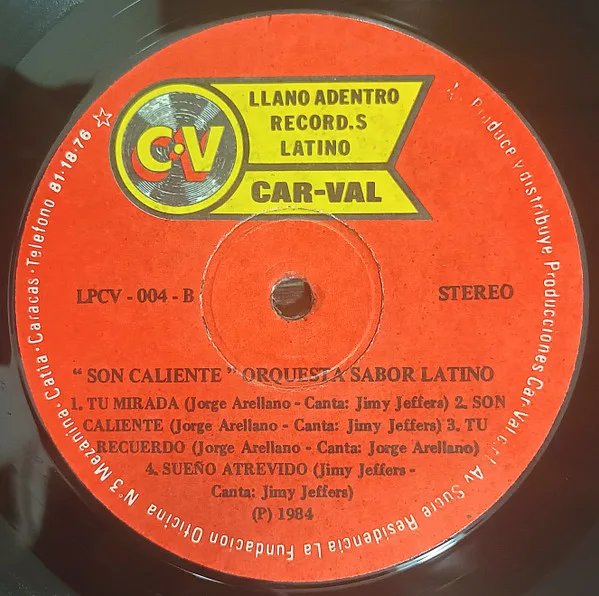 LLANO ADENTRO
RECORD.S
LATINO
C·V
CAR-VAL
LPCV - 004 - B
STEREO
" SON CALIENTE " ORQUESTA SABOR LATINO
1. TU MIRADA (Jorge Arellano - Canta: Jimy Jeffers) 2. SON
CALIENTE (Jorge Arellano - Canta: Jimy Jeffers) 3. TU
RECUERDO (Jorge Arellano - Canta: Jorge Arellano)
4. SUEÑO ATREVIDO (Jimy Jeffers -
Canta: Jimy Jeffers)
(P) 1984
Produce y distribuye Producciones Car-Val Av Sucre Residencia La Fundacion Oficina N°3 Mezanina · Catia · Caracas · Telefono 81·18·76